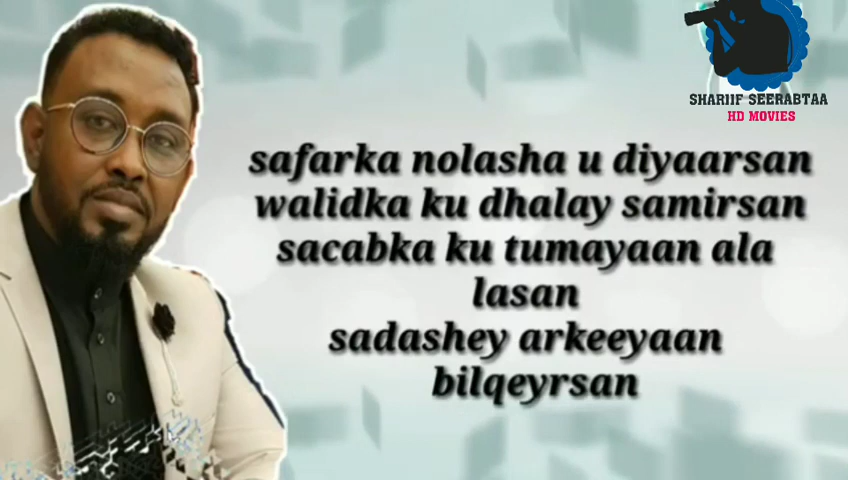 SHARIIF SEERABTAA
HD MOVIES
safarka nolasha u diyaarsan
walidka ku dhalay samirsan
sacabka ku tumayaan ala
lasan
sadashey arkeeyaan
bilqeyrsan